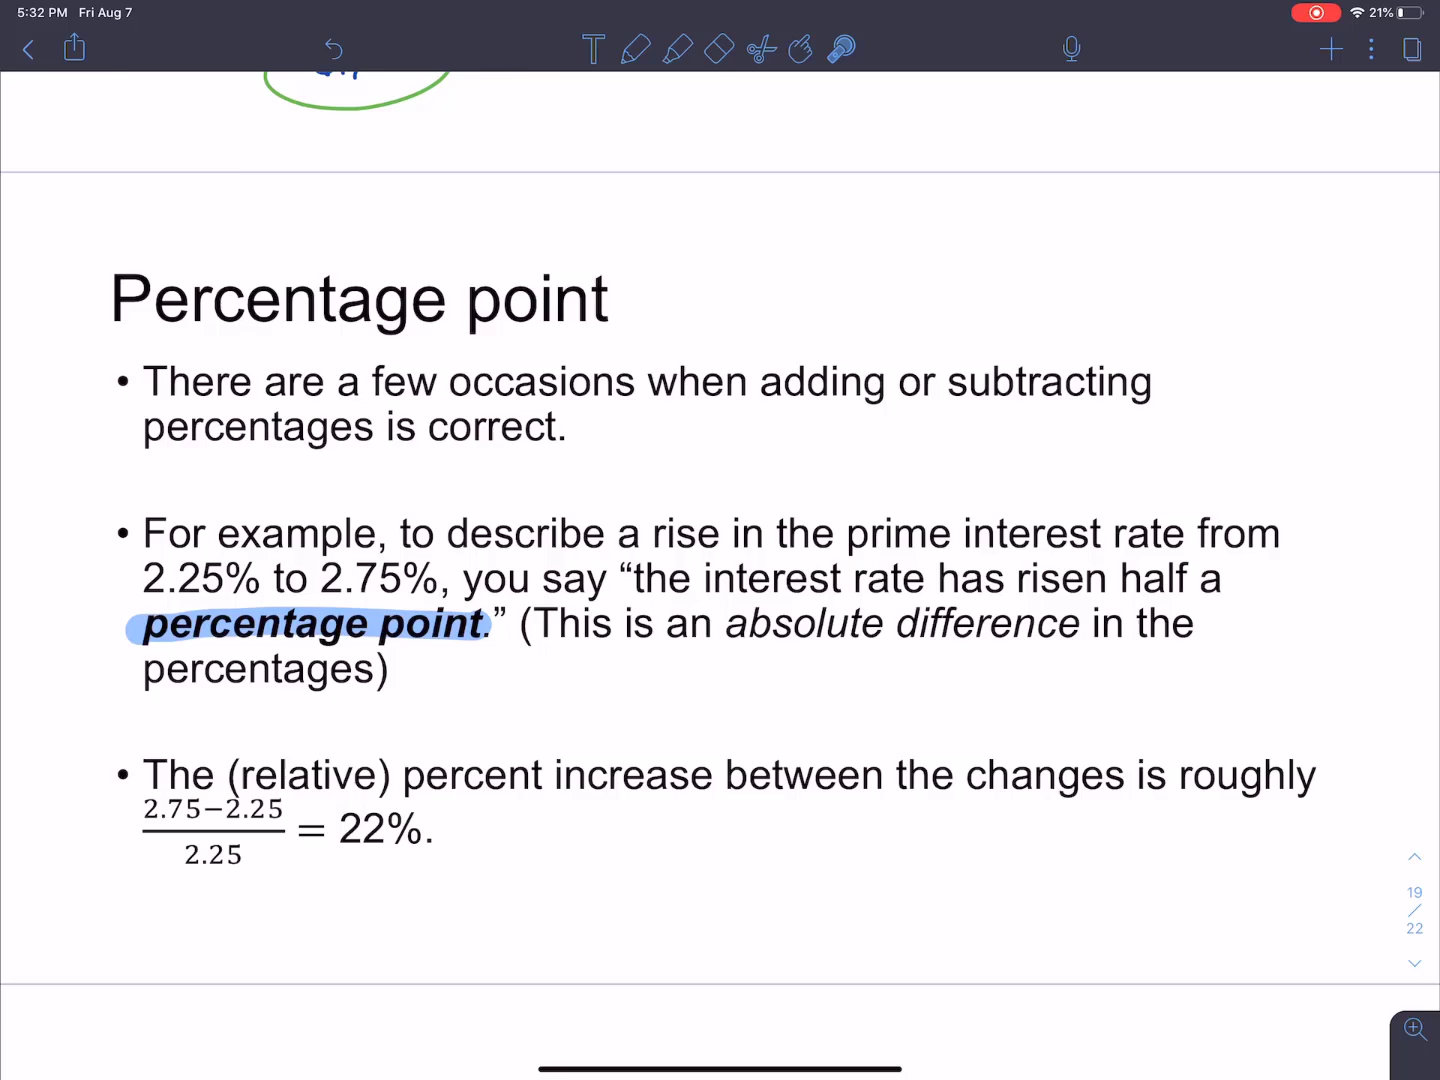 5:32 PM Fri Aug 7
21%
Percentage point
• There are a few occasions when adding or subtracting
percentages is correct.
• For example, to describe a rise in the prime interest rate from
2.25% to 2.75%, you say “the interest rate has risen half a
percentage point.” (This is an absolute difference in the
percentages)
• The (relative) percent increase between the changes is roughly
2.75−2.25
2.25
= 22%.
19
/
22